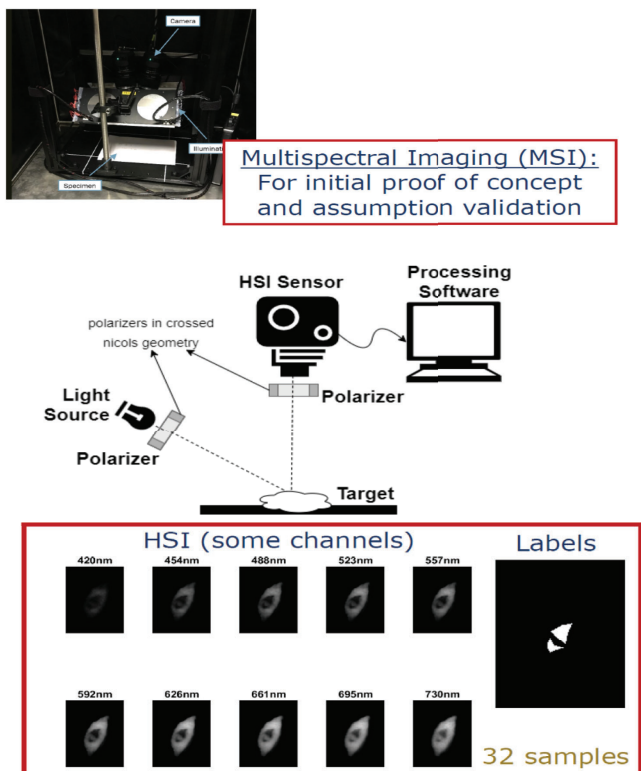 Camera
Illuminati
Specimen
Multispectral Imaging (MSI):
For initial proof of concept
and assumption validation
HSI Sensor
Processing
Software
polarizers in crossed
nicols geometry
Light
Source
Polarizer
Polarizer
Target
HSI (some channels)
Labels
420nm 454nm 488nm 523nm 557nm
592nm 626nm 661nm 695nm 730nm
32 samples